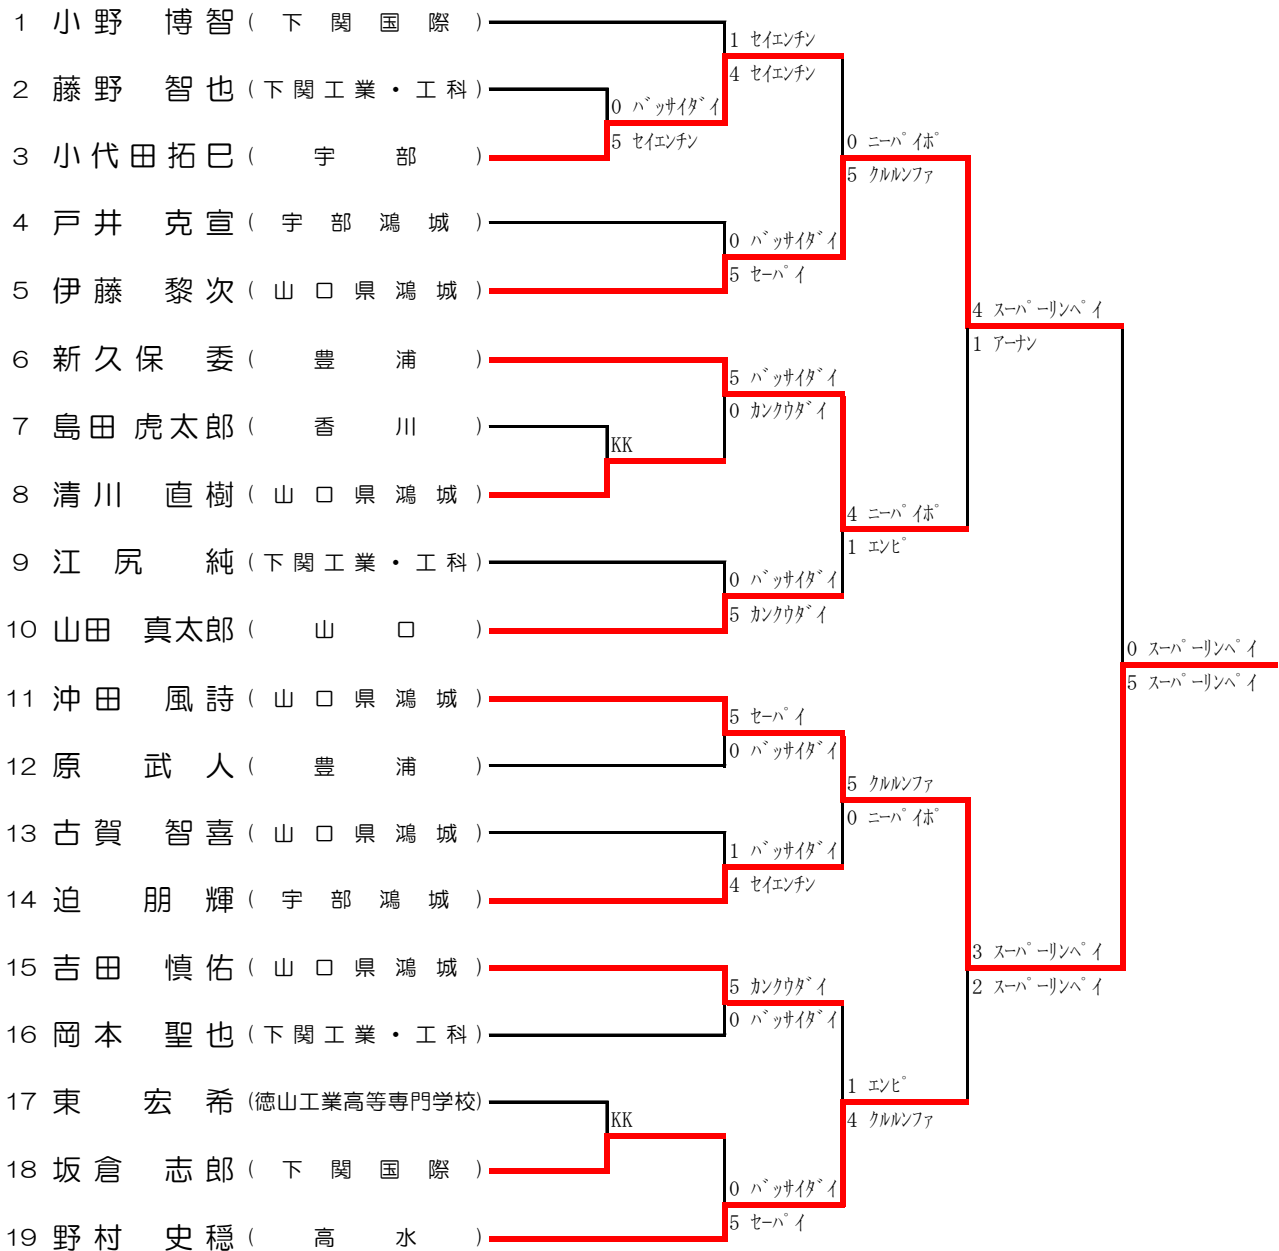 1 小野 博智 ( 下関国際 )
1 セイエンチン
4 セイエンチン
2 藤野 智也 ( 下関工業・工科 )
0 バッサイダイ
5 セイエンチン
3 小代田拓巳 ( 宇部 )
0 ニーパイポ
5 クルルンファ
4 戸井 克宣 ( 宇部鴻城 )
0 バッサイダイ
5 セーパイ
5 伊藤 黎次 ( 山口県鴻城 )
4 スーパーリンペイ
1 アーナン
6 新久保 委 ( 豊浦 )
5 バッサイダイ
0 カンクウダイ
7 島田 虎太郎 ( 香川 )
KK
8 清川 直樹 ( 山口県鴻城 )
4 ニーパイポ
1 エンピ
9 江尻 純 ( 下関工業・工科 )
0 バッサイダイ
5 カンクウダイ
10 山田 真太郎 ( 山口 )
0 スーパーリンペイ
5 スーパーリンペイ
11 沖田 風詩 ( 山口県鴻城 )
5 セーパイ
0 バッサイダイ
12 原 武人 ( 豊浦 )
5 クルルンファ
0 ニーパイポ
13 古賀 智喜 ( 山口県鴻城 )
1 バッサイダイ
4 セイエンチン
14 迫 朋輝 ( 宇部鴻城 )
3 スーパーリンペイ
2 スーパーリンペイ
15 吉田 慎佑 ( 山口県鴻城 )
5 カンクウダイ
0 バッサイダイ
16 岡本 聖也 ( 下関工業・工科 )
1 エンピ
4 クルルンファ
17 東 宏希 (徳山工業高等専門学校)
KK
18 坂倉 志郎 ( 下関国際 )
0 バッサイダイ
5 セーパイ
19 野村 史穏 ( 高水 )